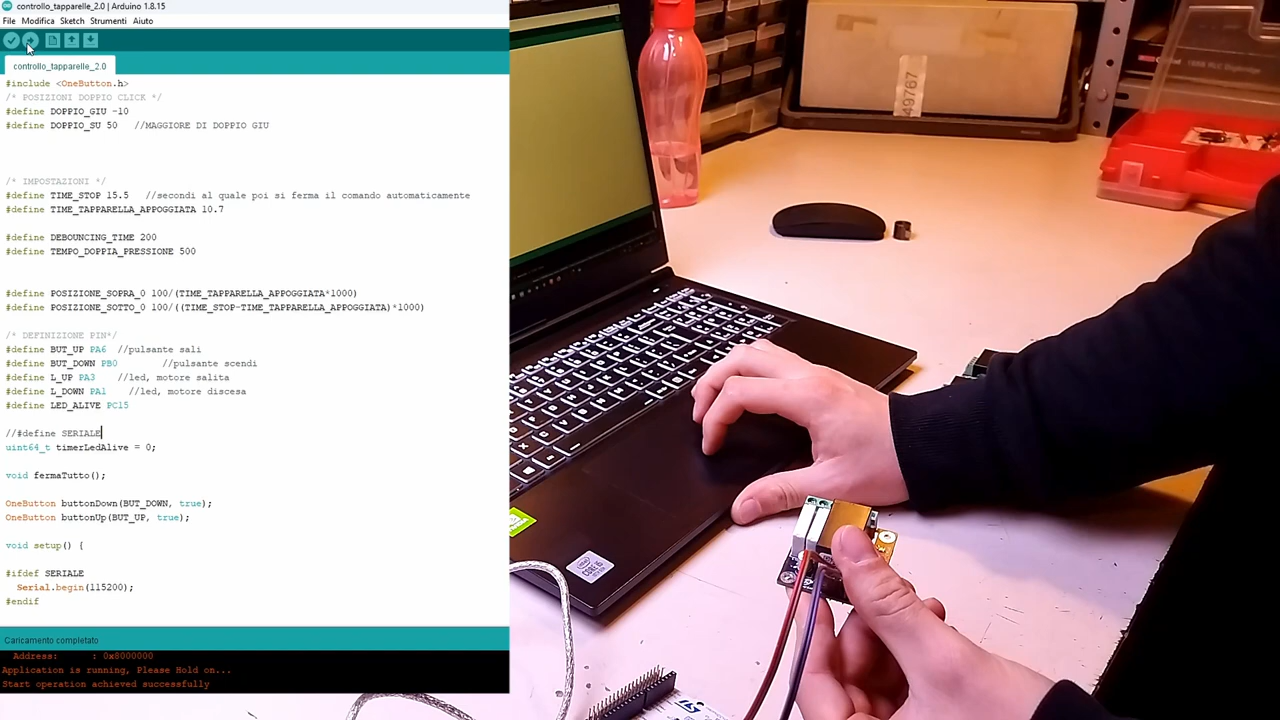 controllo_tapparelle_2.0 | Arduino 1.8.15
File Modifica Sketch Strumenti Aiuto
controllo_tapparelle_2.0
#include <OneButton.h>
/* POSIZIONI DOPPIO CLICK */
#define DOPPIO_GIU -10
#define DOPPIO_SU 50 //MAGGIORE DI DOPPIO GIU
/* IMPOSTAZIONI */
#define TIME_STOP 15.5 //secondi al quale poi si ferma il comando automaticamente
#define TIME_TAPPARELLA_APPOGGIATA 10.7
#define DEBOUNCING_TIME 200
#define TEMPO_DOPPIA_PRESSIONE 500
#define POSIZIONE_SOPRA_0 100/(TIME_TAPPARELLA_APPOGGIATA*1000)
#define POSIZIONE_SOTTO_0 100/((TIME_STOP-TIME_TAPPARELLA_APPOGGIATA)*1000)
/* DEFINIZIONE PIN*/
#define BUT_UP PA6 //pulsante sali
#define BUT_DOWN PB0 //pulsante scendi
#define L_UP PA3 //led, motore salita
#define L_DOWN PA1 //led, motore discesa
#define LED_ALIVE PC15
//#define SERIALE
uint64_t timerLedAlive = 0;
void fermaTutto();
OneButton buttonDown(BUT_DOWN, true);
OneButton buttonUp(BUT_UP, true);
void setup() {
#ifdef SERIALE
Serial.begin(115200);
#endif
Caricamento completato
Address: : 0x8000000
Application is running, Please Hold on...
Start operation achieved successfully
49767
intel
CORE i5
ST